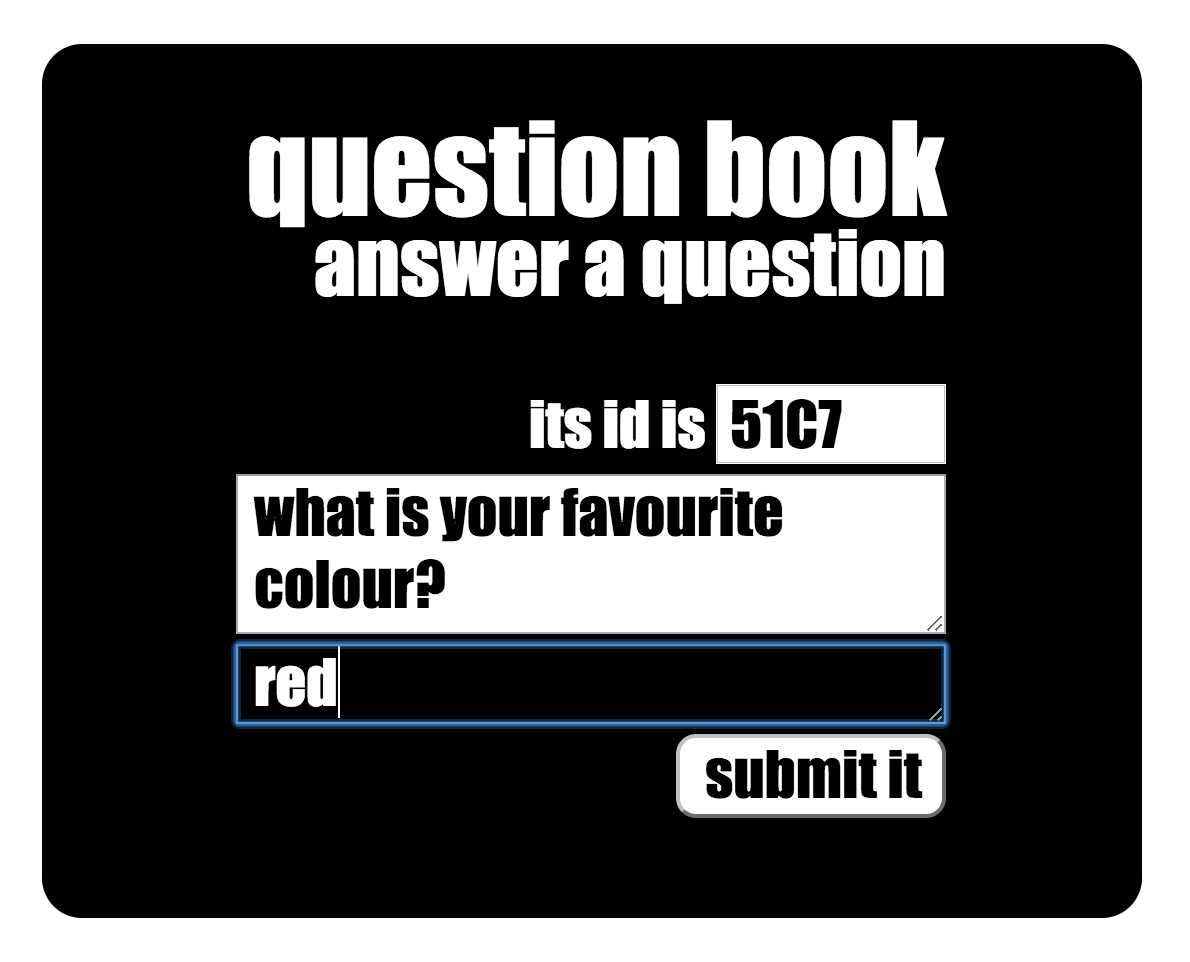 question book
answer a question
its id is 51C7
what is your favourite
colour?
red
submit it